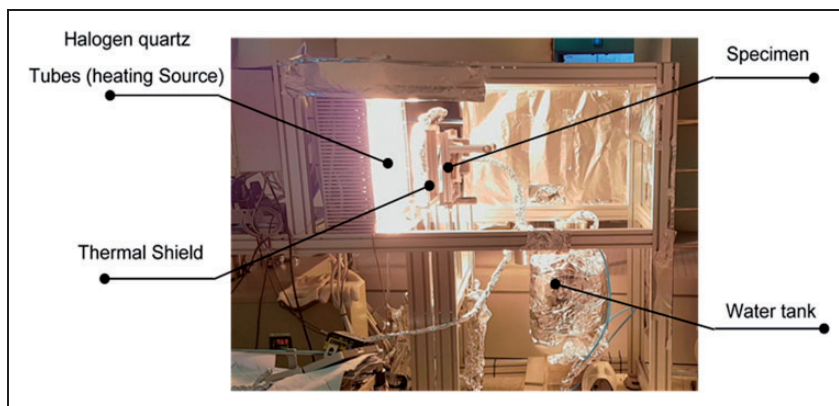 Halogen quartz
Tubes (heating Source)
Specimen
Thermal Shield
Water tank